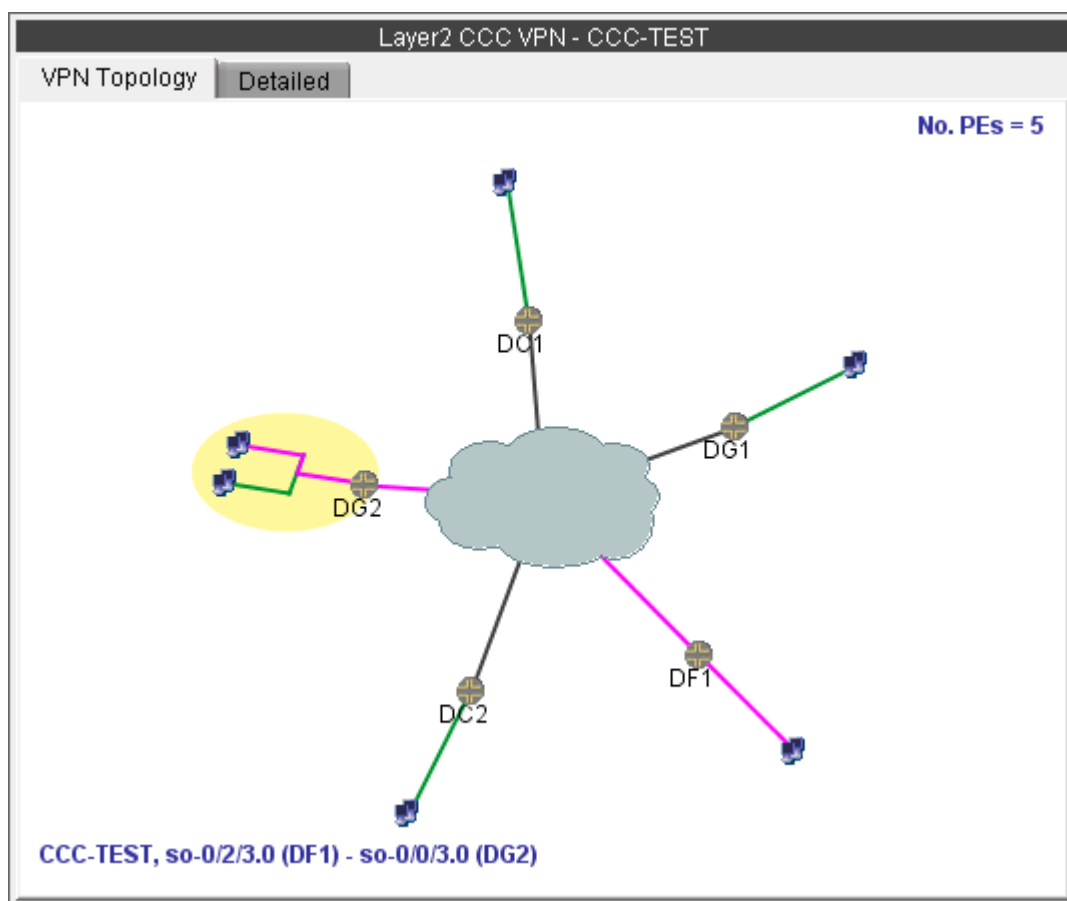 Layer2 CCC VPN - CCC-TEST
VPN Topology
Detailed
No. PEs = 5
DC1
DG1
DG2
DF1
DC2
CCC-TEST, so-0/2/3.0 (DF1) - so-0/0/3.0 (DG2)